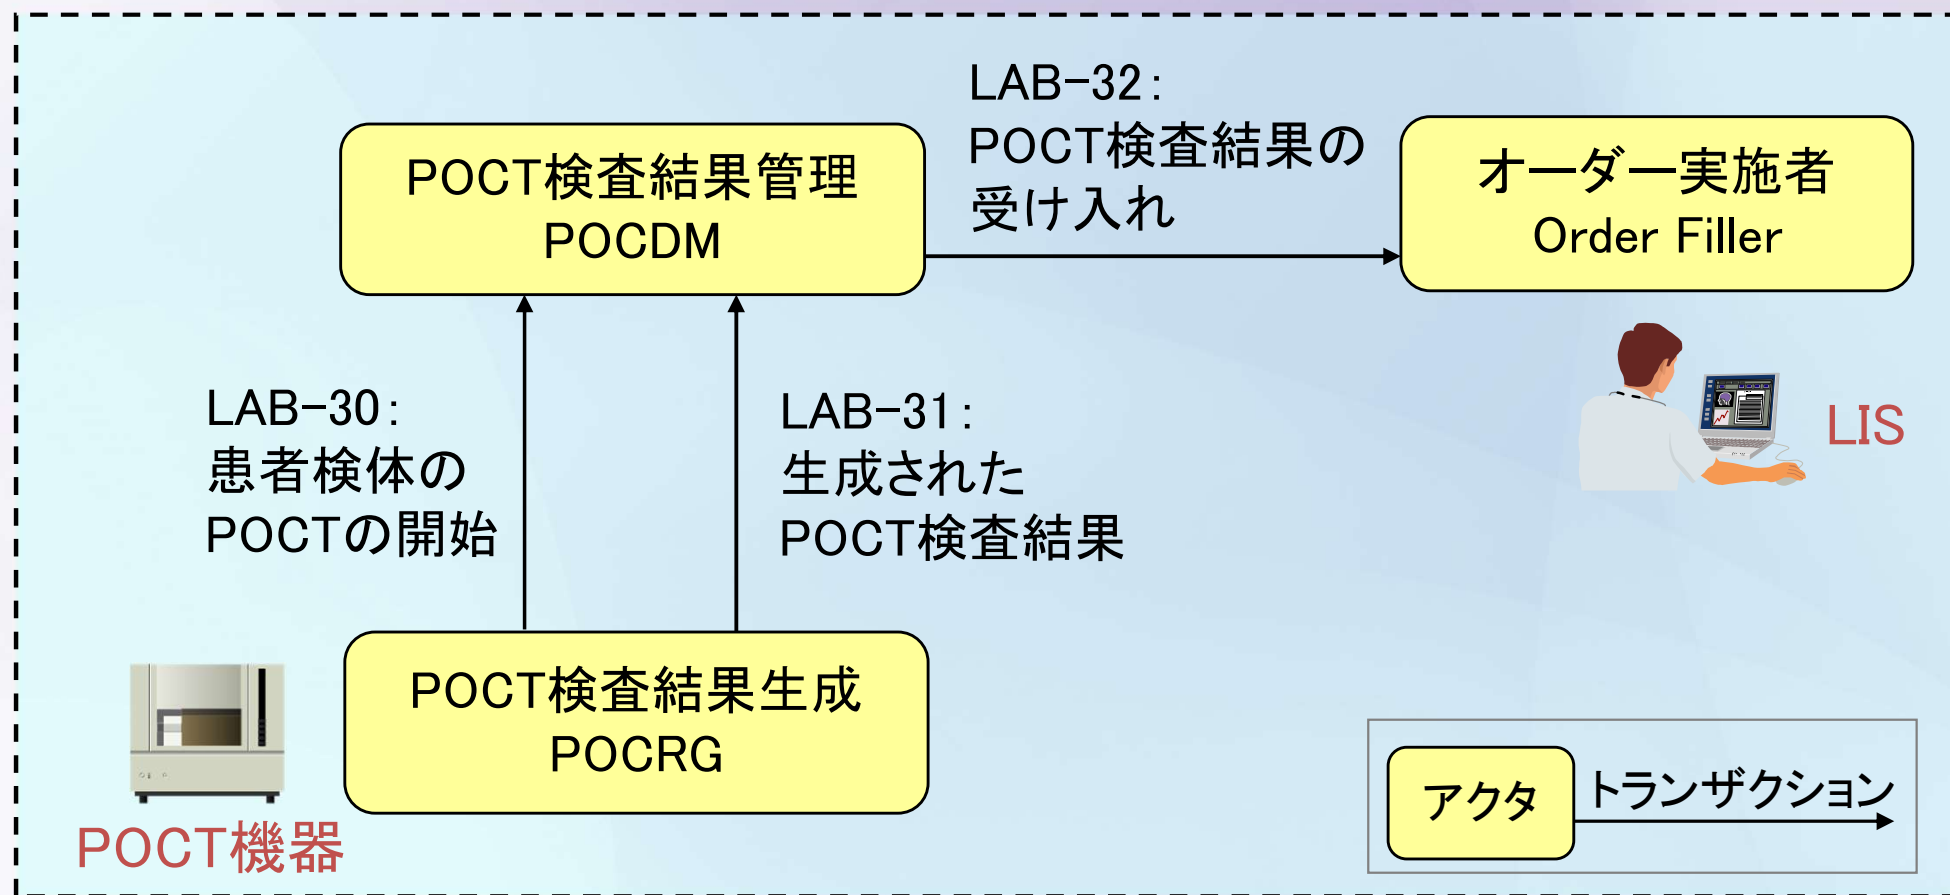 LAB-32:
POCT検査結果の
受け入れ
POCT検査結果管理
POCDM
オーダー実施者
Order Filler
LAB-30:
患者検体の
POCTの開始
LAB-31:
生成された
POCT検査結果
LIS
POCT検査結果生成
POCRG
POCT機器
アクタ
トランザクション